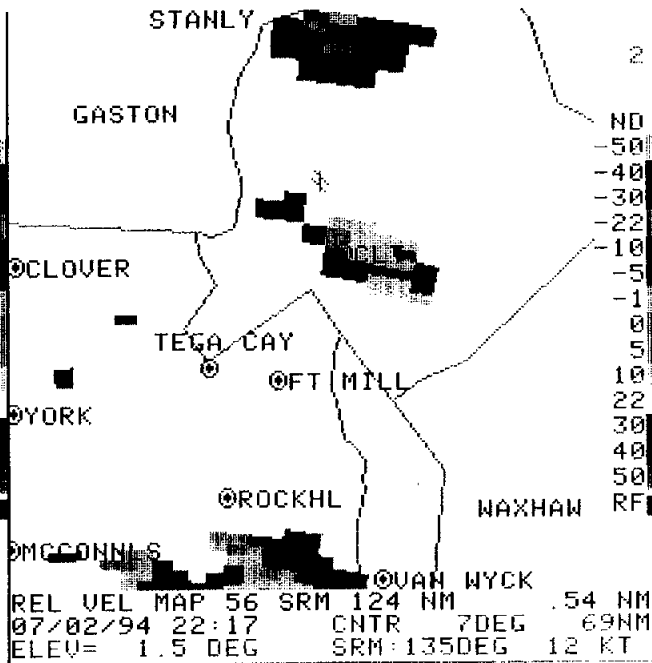 STANLY
2
GASTON
ND
-50
-40
-30
-22
-10
-5
-1
0
5
10
22
30
40
50
RF
CLOVER
TEGA CAY
FT MILL
YORK
ROCKHL
WAXHAW
MCCONNLS
VAN WYCK
REL VEL MAP 56 SRM 124 NM .54 NM
07/02/94 22:17 CNTR 7DEG 69NM
ELEV= 1.5 DEG SRM:135DEG 12 KT